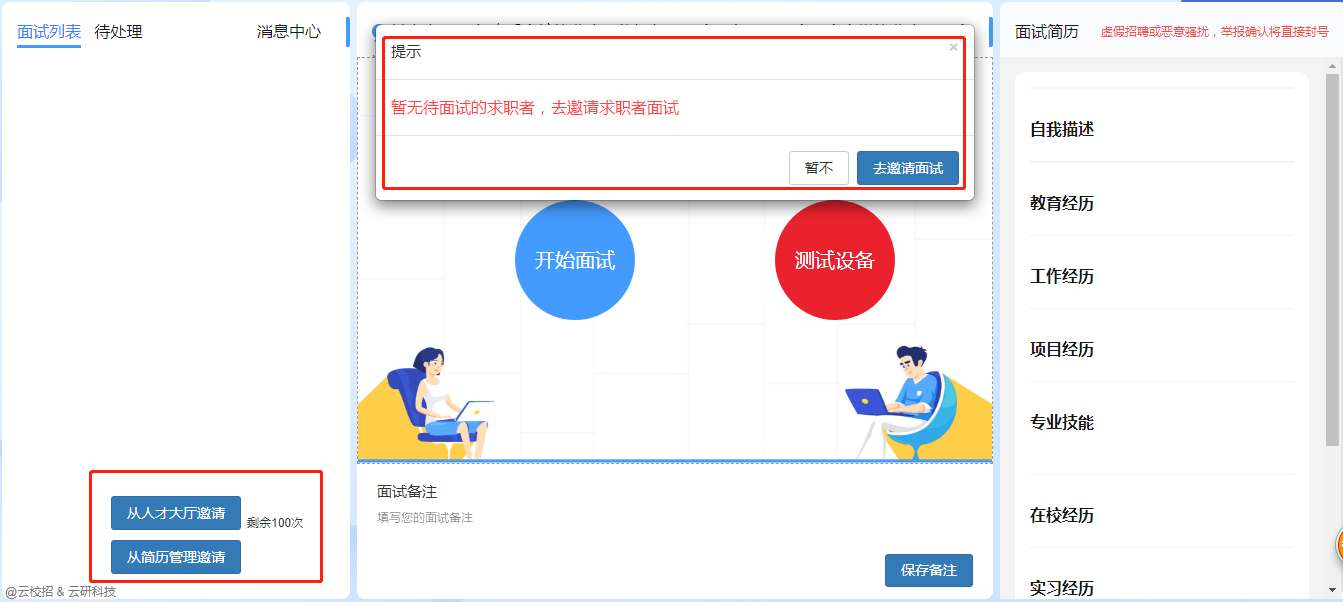 面试列表 待处理 消息中心
从人才大厅邀请 剩余100次
从简历管理邀请
@云校招 & 云研科技
提示 ×
暂无待面试的求职者，去邀请求职者面试
暂不 去邀请面试
开始面试 测试设备
面试备注
填写您的面试备注
保存备注
面试简历 虚假招聘或恶意骚扰，举报确认将直接封号
自我描述
教育经历
工作经历
项目经历
专业技能
在校经历
实习经历